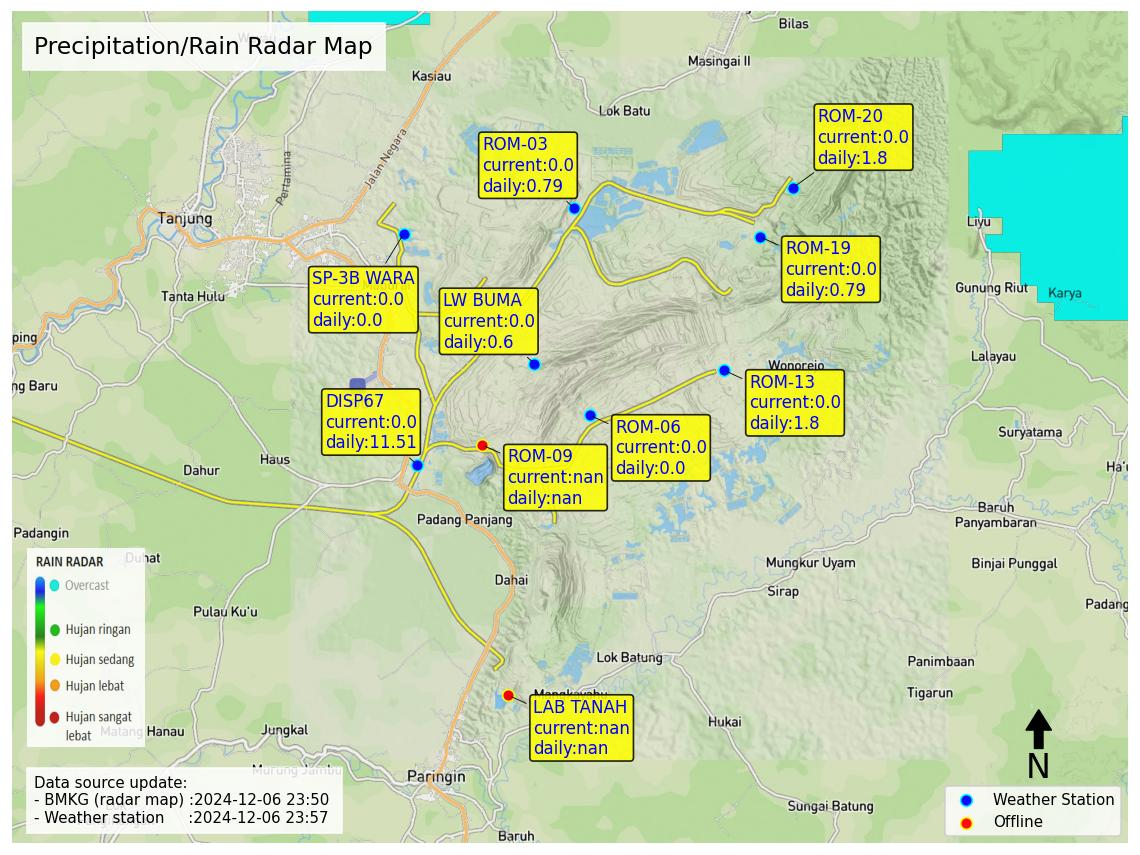 Precipitation/Rain Radar Map
Bilas
Masingai II
Kasiau
Lok Batu
Jalan Negara
Pertamina
Tanjung
ROM-20
current:0.0
daily:1.8
ROM-03
current:0.0
daily:0.79
ROM-19
current:0.0
daily:0.79
Liyu
SP-3B WARA
current:0.0
daily:0.0
LW BUMA
current:0.0
daily:0.6
Tanta Hulu
Gunung Riut
Karya
ping
Lalayau
ng Baru
Wonorejo
ROM-13
current:0.0
daily:1.8
DISP67
current:0.0
daily:11.51
ROM-06
current:0.0
daily:0.0
ROM-09
current:nan
daily:nan
Suryatama
Haus
Dahur
Ha'u
Baruh
Panyambaran
Padang Panjang
Padangin
Duhat
Mungkur Uyam
Binjai Punggal
Dahai
Sirap
Padang
Pulau Ku'u
RAIN RADAR
Overcast
Hujan ringan
Hujan sedang
Hujan lebat
Hujan sangat
lebat
Lok Batung
Panimbaan
Tigarun
Mangkayahu
LAB TANAH
current:nan
daily:nan
Hukai
Matang Hanau
Jungkal
Murung Jambu
Paringin
Sungai Batung
Baruh
Data source update:
- BMKG (radar map) :2024-12-06 23:50
- Weather station :2024-12-06 23:57
N
Weather Station
Offline